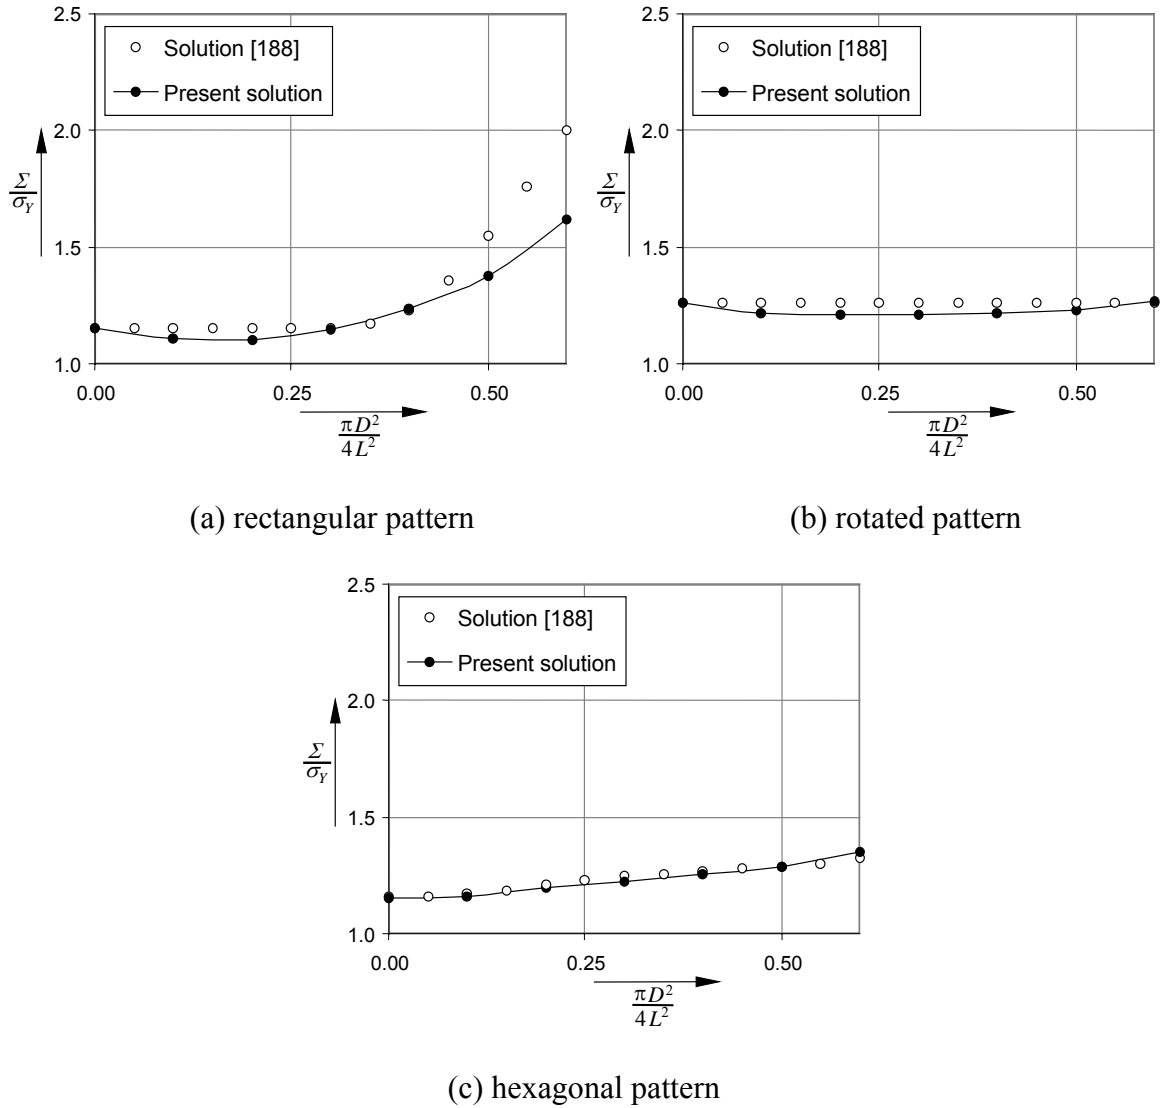 2.5
Solution [188]
Present solution
2.0
Σ
σY
1.5
1.0
0.00
0.25
0.50
πD²
4L²
(a) rectangular pattern
2.5
Solution [188]
Present solution
2.0
Σ
σY
1.5
1.0
0.00
0.25
0.50
πD²
4L²
(b) rotated pattern
2.5
Solution [188]
Present solution
2.0
Σ
σY
1.5
1.0
0.00
0.25
0.50
πD²
4L²
(c) hexagonal pattern